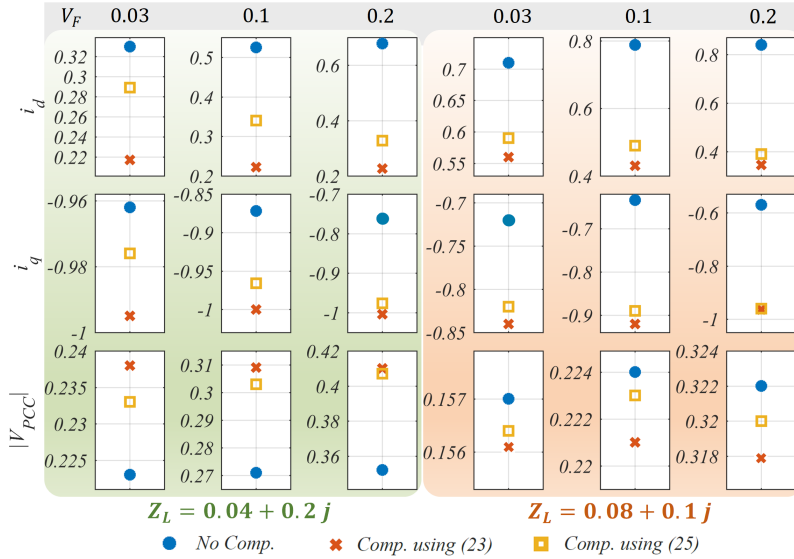 V_F 0.03 0.1 0.2 0.03 0.1 0.2
i_d
0.32 0.3 0.28 0.26 0.24 0.22
0.5 0.4 0.3 0.2
0.6 0.4 0.2
0.7 0.65 0.6 0.55
0.8 0.6 0.4
0.8 0.6 0.4
i_q
-0.96 -0.98 -1
-0.85 -0.9 -0.95 -1
-0.7 -0.8 -0.9 -1
-0.7 -0.75 -0.8 -0.85
-0.7 -0.8 -0.9
-0.6 -0.8 -1
|V_PCC|
0.24 0.235 0.23 0.225
0.31 0.3 0.29 0.28 0.27
0.42 0.4 0.38 0.36
0.157 0.156
0.224 0.222 0.22
0.324 0.322 0.32 0.318
Z_L = 0.04 + 0.2 j Z_L = 0.08 + 0.1 j
No Comp. Comp. using (23) Comp. using (25)